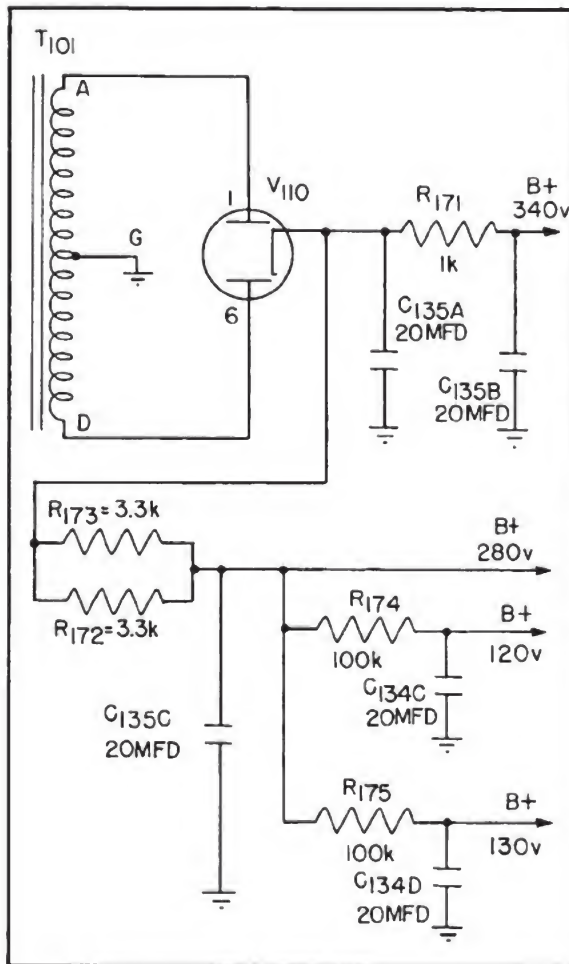 T101
A
1
V110
R171
B+
340v
G
1k
6
C135A
20MFD
C135B
20MFD
D
R173=3.3k
R172=3.3k
B+
280v
R174
100k
B+
120v
C134C
20MFD
C135C
20MFD
R175
100k
B+
130v
C134D
20MFD